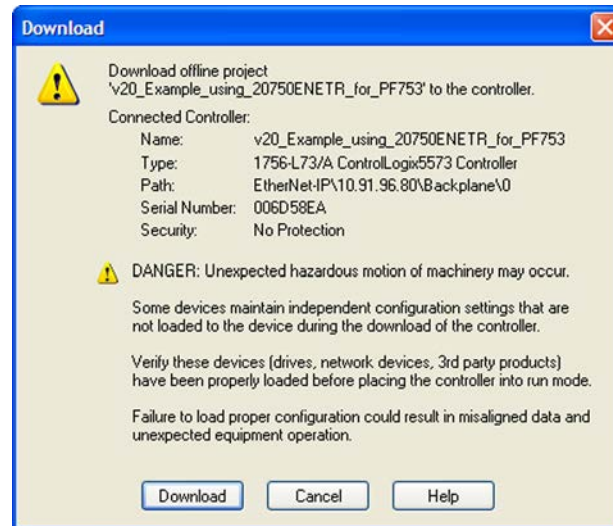 Download
Download offline project
'v20_Example_using_20750ENETR_for_PF753' to the controller.
Connected Controller:
Name: v20_Example_using_20750ENETR_for_PF753
Type: 1756-L73/A ControlLogix5573 Controller
Path: EtherNet-IP\10.91.96.80\Backplane\0
Serial Number: 006D58EA
Security: No Protection
DANGER: Unexpected hazardous motion of machinery may occur.
Some devices maintain independent configuration settings that are
not loaded to the device during the download of the controller.
Verify these devices (drives, network devices, 3rd party products)
have been properly loaded before placing the controller into run mode.
Failure to load proper configuration could result in misaligned data and
unexpected equipment operation.
Download Cancel Help